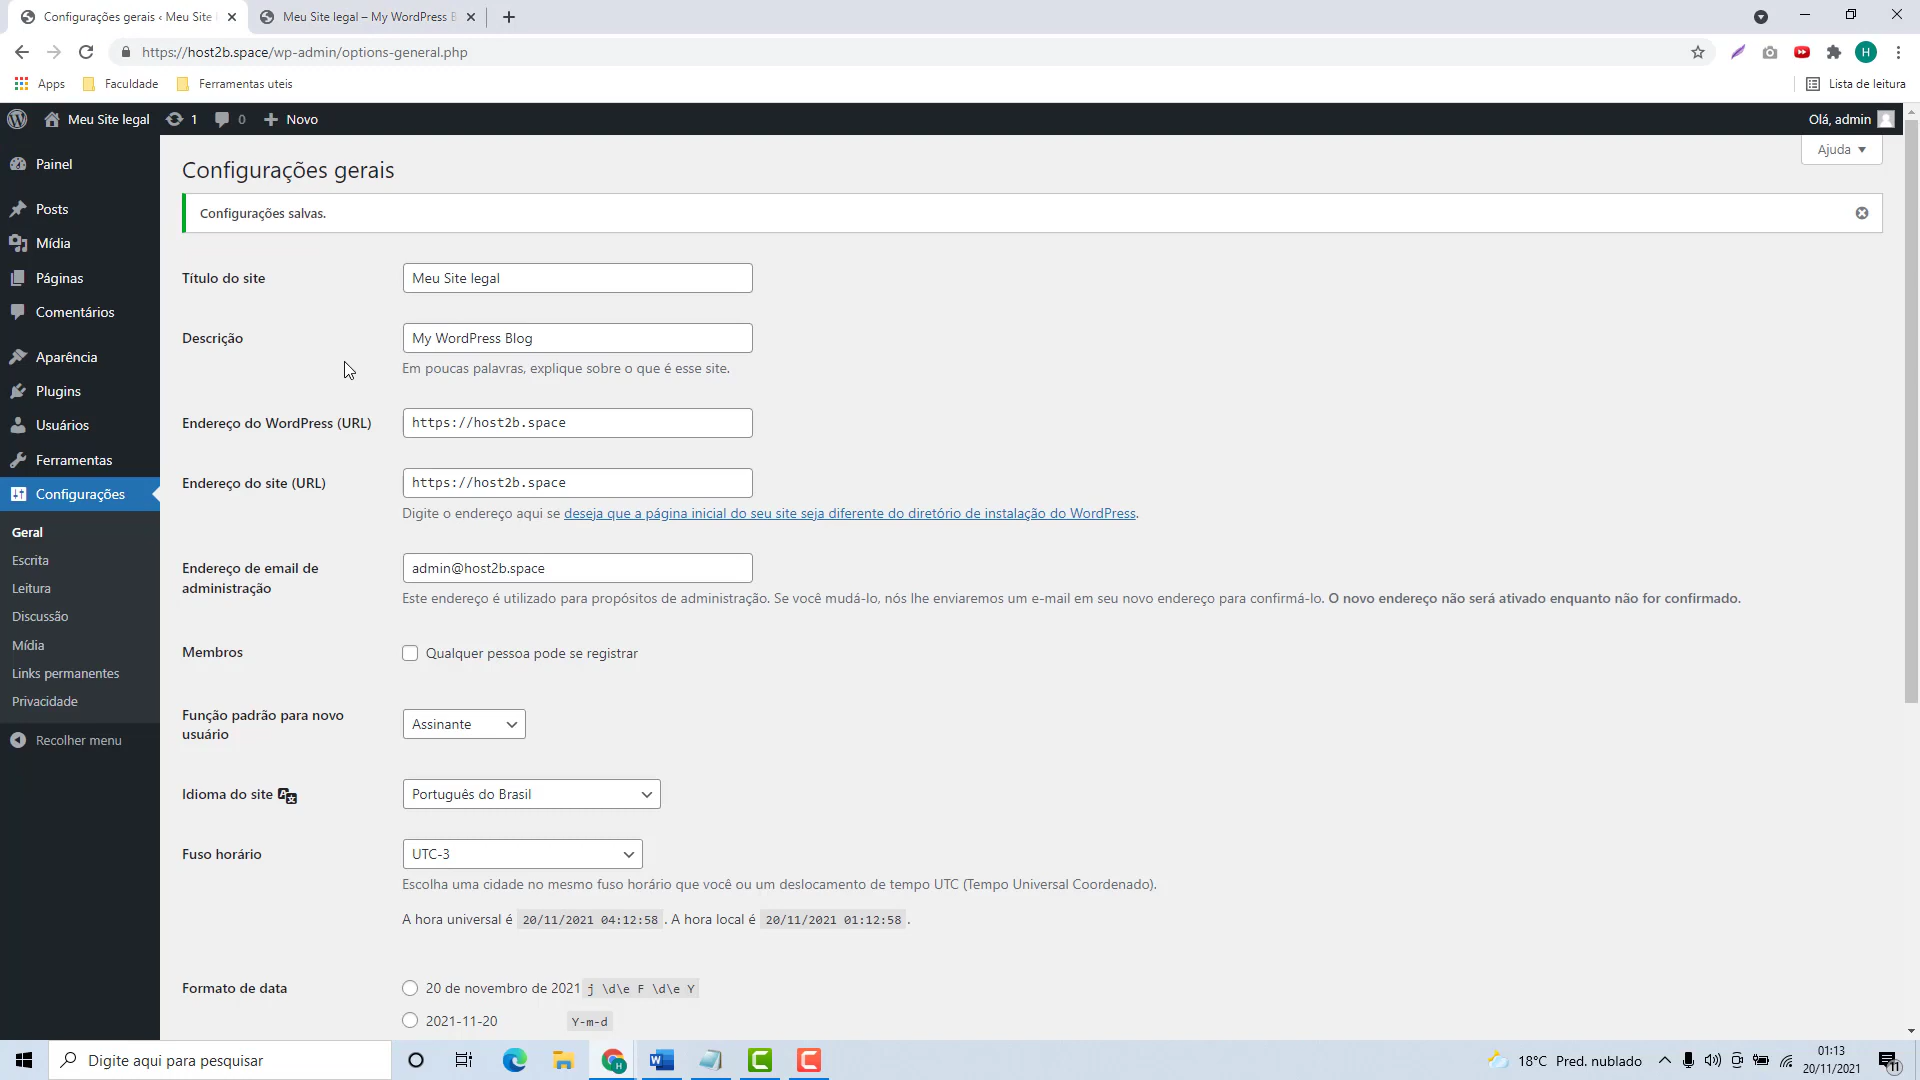 Configurações gerais ‹ Meu Site
Meu Site legal – My WordPress B
https://host2b.space/wp-admin/options-general.php
H
Apps
Faculdade
Ferramentas uteis
Lista de leitura
Meu Site legal
1
0
Novo
Olá, admin
Ajuda
Painel
Posts
Mídia
Páginas
Comentários
Aparência
Plugins
Usuários
Ferramentas
Configurações
Geral
Escrita
Leitura
Discussão
Mídia
Links permanentes
Privacidade
Recolher menu
Configurações gerais
Configurações salvas.
Título do site
Meu Site legal
Descrição
My WordPress Blog
Em poucas palavras, explique sobre o que é esse site.
Endereço do WordPress (URL)
https://host2b.space
Endereço do site (URL)
https://host2b.space
Digite o endereço aqui se deseja que a página inicial do seu site seja diferente do diretório de instalação do WordPress.
Endereço de email de
administração
admin@host2b.space
Este endereço é utilizado para propósitos de administração. Se você mudá-lo, nós lhe enviaremos um e-mail em seu novo endereço para confirmá-lo. O novo endereço não será ativado enquanto não for confirmado.
Membros
Qualquer pessoa pode se registrar
Função padrão para novo
usuário
Assinante
Idioma do site
Português do Brasil
Fuso horário
UTC-3
Escolha uma cidade no mesmo fuso horário que você ou um deslocamento de tempo UTC (Tempo Universal Coordenado).
A hora universal é 20/11/2021 04:12:58 . A hora local é 20/11/2021 01:12:58 .
Formato de data
20 de novembro de 2021 j \d\e F \d\e Y
2021-11-20 Y-m-d
Digite aqui para pesquisar
18°C Pred. nublado
01:13
20/11/2021
11